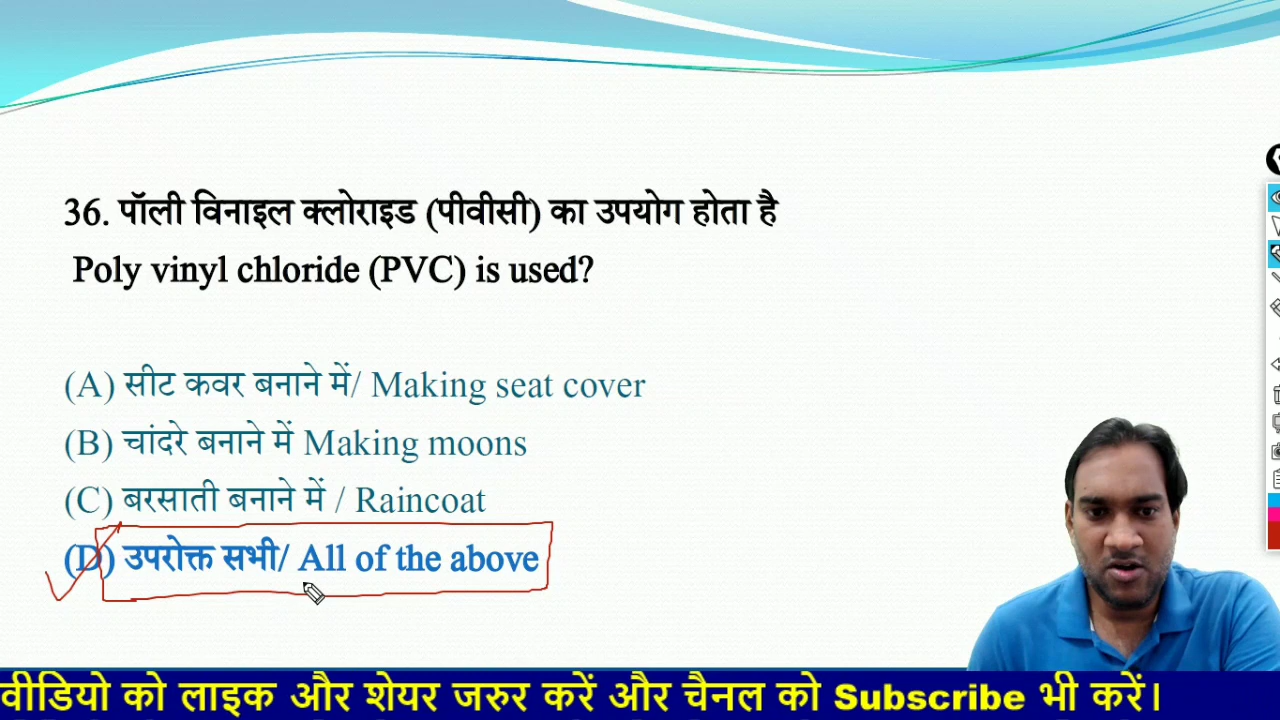 36. पॉली विनाइल क्लोराइड (पीवीसी) का उपयोग होता है
Poly vinyl chloride (PVC) is used?
(A) सीट कवर बनाने में/ Making seat cover
(B) चांदरे बनाने में Making moons
(C) बरसाती बनाने में / Raincoat
(D) उपरोक्त सभी/ All of the above
वीडियो को लाइक और शेयर जरुर करें और चैनल को Subscribe भी करें।